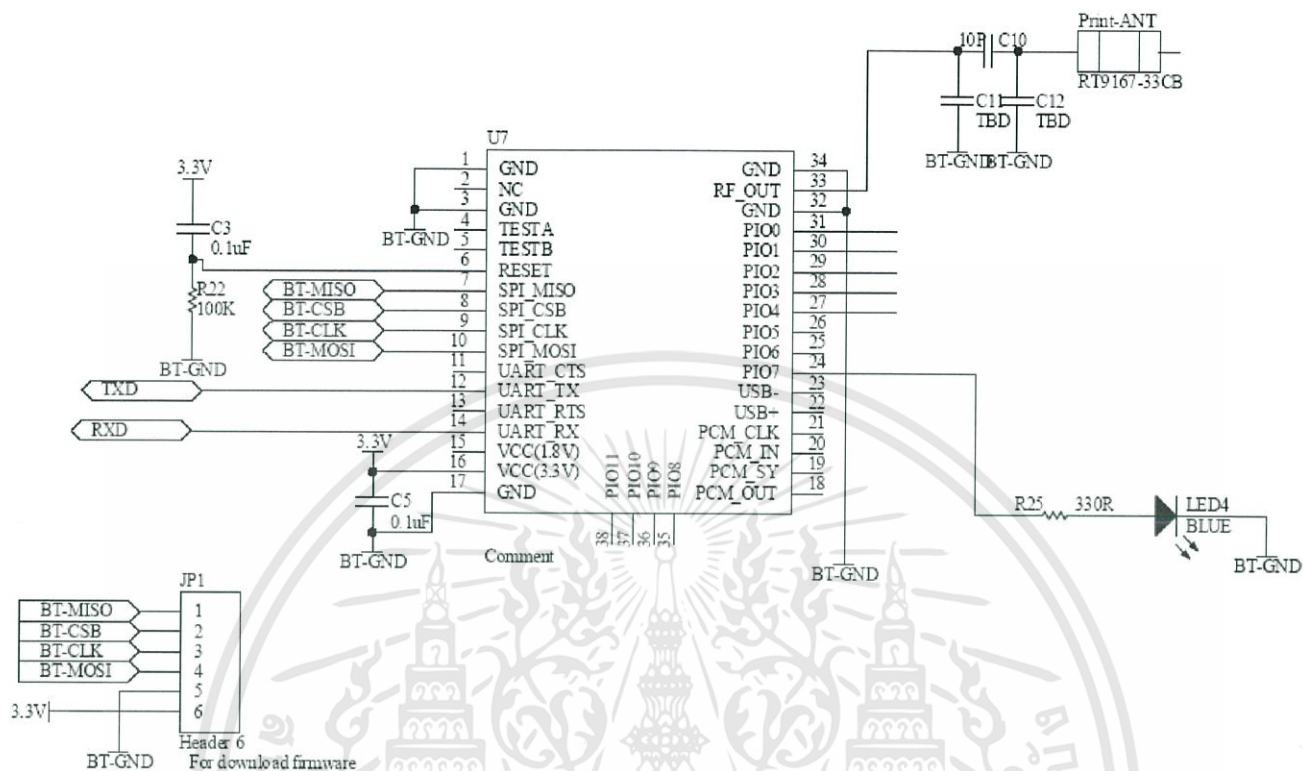 Print-ANT
10P C10
RT9167-33CB
C11
TBD
C12
TBD
BT-GND
BT-GND
U7
3.3V
C3
0.1uF
R22
100K
BT-GND
BT-GND
1 GND
2 NC
3 GND
4 TESTA
5 TESTB
6 RESET
BT-MISO 7 SPI_MISO
BT-CSB 8 SPI_CSB
BT-CLK 9 SPI_CLK
BT-MOSI 10 SPI_MOSI
11 UART_CTS
TXD 12 UART_TX
13 UART_RTS
RXD 14 UART_RX
15 VCC(1.8V)
3.3V 16 VCC(3.3V)
17 GND
C5
0.1uF
BT-GND
GND 34
RF_OUT 33
GND 32
PIO0 31
PIO1 30
PIO2 29
PIO3 28
PIO4 27
PIO5 26
PIO6 25
PIO7 24
USB- 23
USB+ 22
PCM_CLK 21
PCM_IN 20
PCM_SY 19
PCM_OUT 18
PIO11 PIO10 PIO9 PIO8
38 37 36 35
Comment
BT-GND
R25 330R
LED4
BLUE
BT-GND
JP1
BT-MISO 1
BT-CSB 2
BT-CLK 3
BT-MOSI 4
5
3.3V 6
Header 6
BT-GND For download firmware